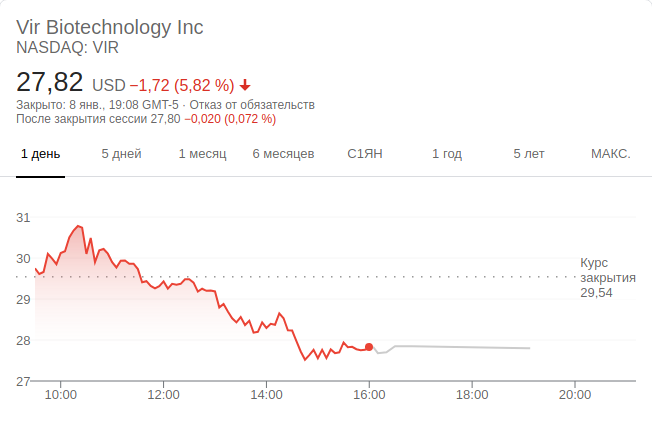 Vir Biotechnology Inc
NASDAQ: VIR
27,82 USD −1,72 (5,82 %)
Закрыто: 8 янв., 19:08 GMT-5 · Отказ от обязательств
После закрытия сессии 27,80 −0,020 (0,072 %)
1 день 5 дней 1 месяц 6 месяцев С1ЯН 1 год 5 лет МАКС.
31
30
Курс
закрытия
29,54
29
28
27
10:00 12:00 14:00 16:00 18:00 20:00